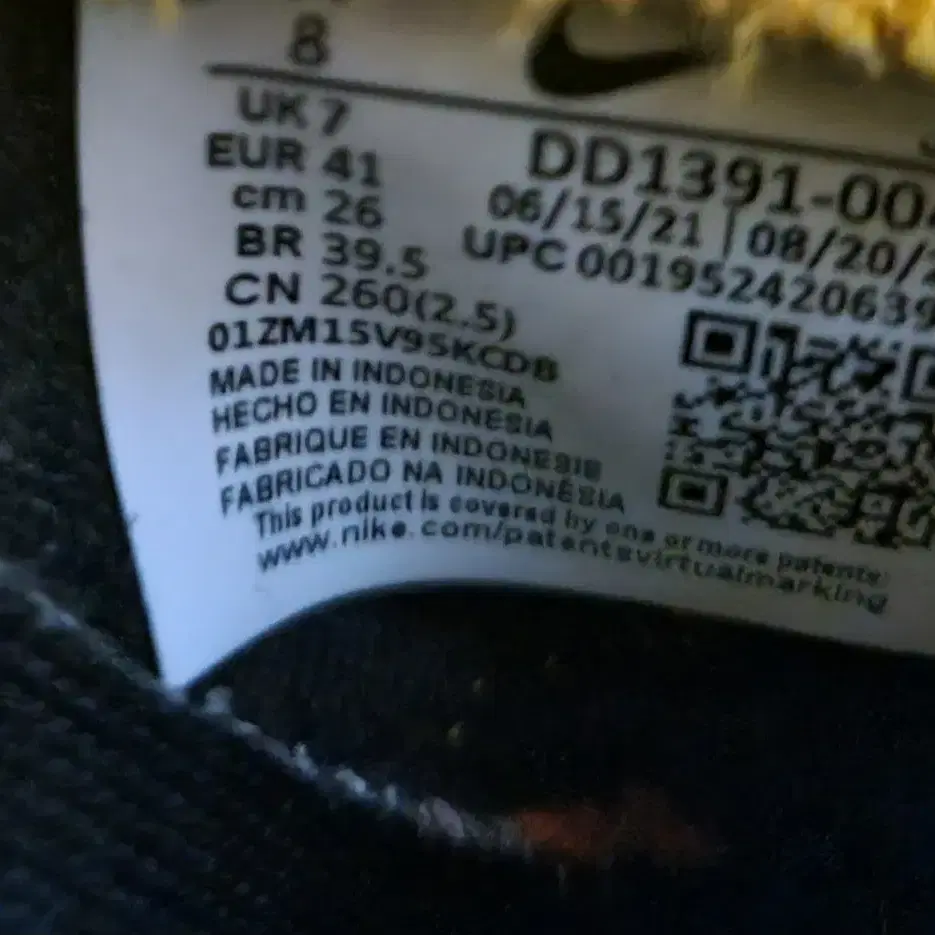 8
UK 7
EUR 41
cm 26
BR 39.5
CN 260(2.5)
DD1391-00
06/15/21 | 08/20/2
UPC 001952420639
01ZM15V95KCDB
MADE IN INDONESIA
HECHO EN INDONESIA
FABRIQUE EN INDONESIE
FABRICADO NA INDONÉSIA
This product is covered by one or more patents:
www.nike.com/patentsvirtualmarking